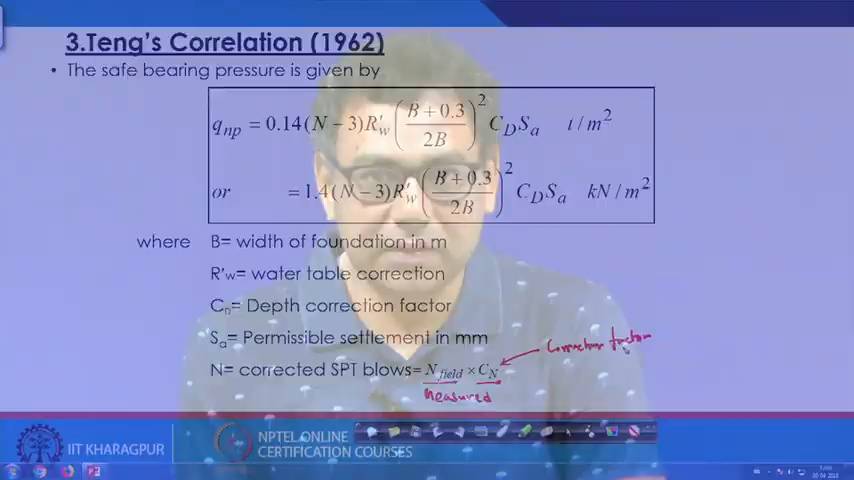 3.Teng's Correlation (1962)
• The safe bearing pressure is given by
q_np = 0.14(N − 3)R'_w ((B + 0.3) / 2B)^2 C_D S_a t / m^2
or = 1.4(N − 3)R'_w ((B + 0.3) / 2B)^2 C_D S_a kN / m^2
where B= width of foundation in m
R'w= water table correction
C_D= Depth correction factor
S_a= Permissible settlement in mm
Correction factor
N= corrected SPT blows= N_field × C_N
Measured
IIT KHARAGPUR
NPTEL ONLINE
CERTIFICATION COURSES